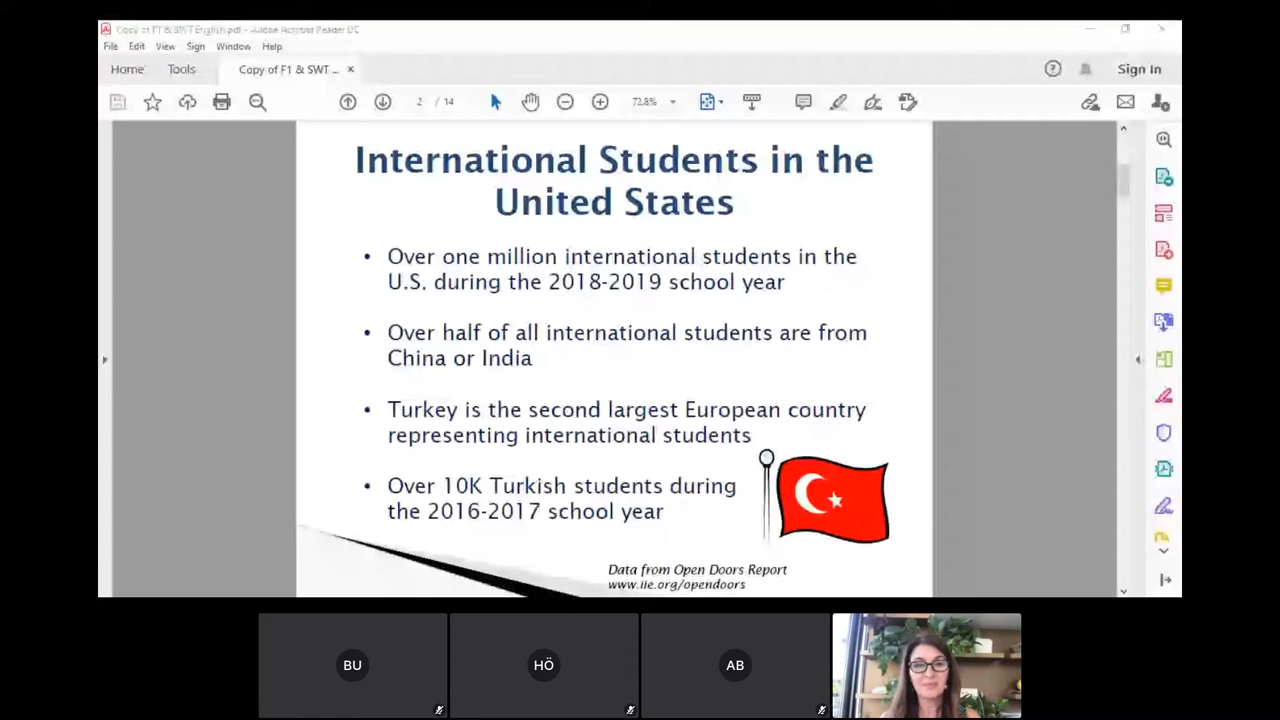 Copy of F1 & SWT English.pdf - Adobe Acrobat Reader DC
File Edit View Sign Window Help
Home Tools Copy of F1 & SWT ... × Sign In
2 / 14 72.8%
International Students in the
United States
• Over one million international students in the
U.S. during the 2018-2019 school year
• Over half of all international students are from
China or India
• Turkey is the second largest European country
representing international students
• Over 10K Turkish students during
the 2016-2017 school year
Data from Open Doors Report
www.iie.org/opendoors
BU HÖ AB